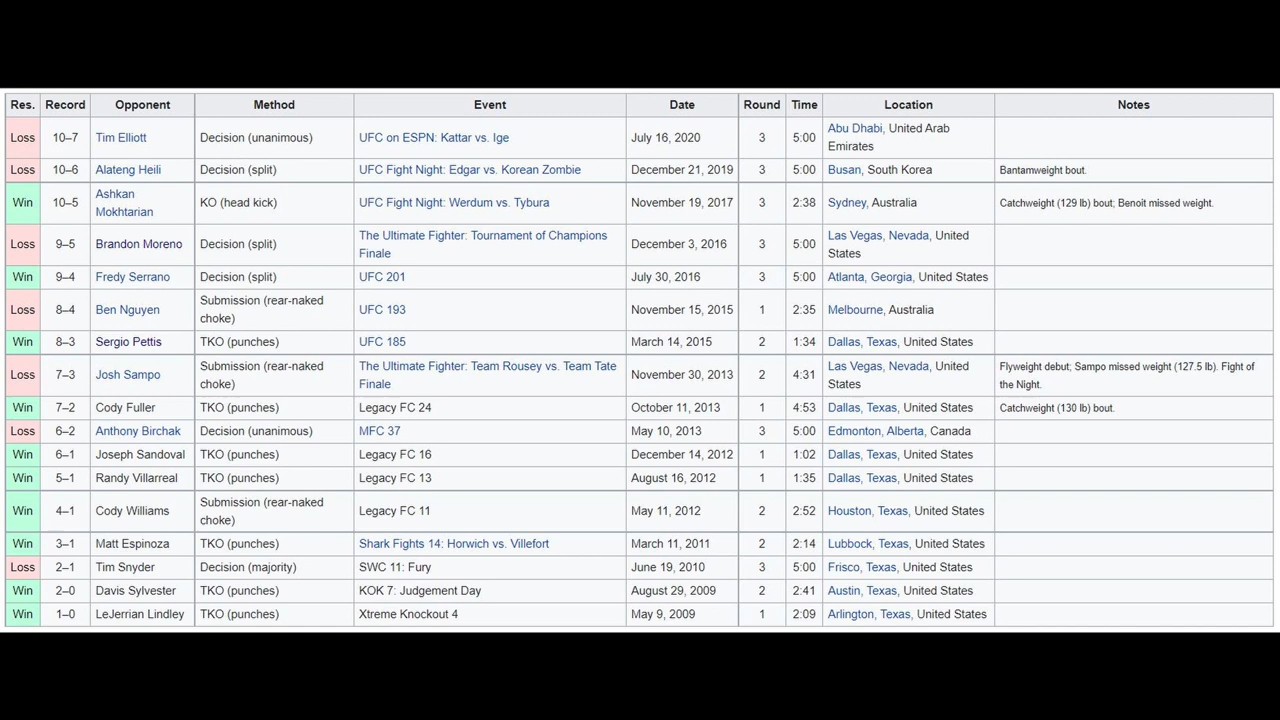 Res. Record Opponent Method Event Date Round Time Location Notes
Loss 10–7 Tim Elliott Decision (unanimous) UFC on ESPN: Kattar vs. Ige July 16, 2020 3 5:00 Abu Dhabi, United Arab
Emirates
Loss 10–6 Alateng Heili Decision (split) UFC Fight Night: Edgar vs. Korean Zombie December 21, 2019 3 5:00 Busan, South Korea Bantamweight bout.
Win 10–5 Ashkan
Mokhtarian KO (head kick) UFC Fight Night: Werdum vs. Tybura November 19, 2017 3 2:38 Sydney, Australia Catchweight (129 lb) bout; Benoit missed weight.
Loss 9–5 Brandon Moreno Decision (split) The Ultimate Fighter: Tournament of Champions
Finale December 3, 2016 3 5:00 Las Vegas, Nevada, United
States
Win 9–4 Fredy Serrano Decision (split) UFC 201 July 30, 2016 3 5:00 Atlanta, Georgia, United States
Loss 8–4 Ben Nguyen Submission (rear-naked
choke) UFC 193 November 15, 2015 1 2:35 Melbourne, Australia
Win 8–3 Sergio Pettis TKO (punches) UFC 185 March 14, 2015 2 1:34 Dallas, Texas, United States
Loss 7–3 Josh Sampo Submission (rear-naked
choke) The Ultimate Fighter: Team Rousey vs. Team Tate
Finale November 30, 2013 2 4:31 Las Vegas, Nevada, United
States Flyweight debut; Sampo missed weight (127.5 lb). Fight of
the Night.
Win 7–2 Cody Fuller TKO (punches) Legacy FC 24 October 11, 2013 1 4:53 Dallas, Texas, United States Catchweight (130 lb) bout.
Loss 6–2 Anthony Birchak Decision (unanimous) MFC 37 May 10, 2013 3 5:00 Edmonton, Alberta, Canada
Win 6–1 Joseph Sandoval TKO (punches) Legacy FC 16 December 14, 2012 1 1:02 Dallas, Texas, United States
Win 5–1 Randy Villarreal TKO (punches) Legacy FC 13 August 16, 2012 1 1:35 Dallas, Texas, United States
Win 4–1 Cody Williams Submission (rear-naked
choke) Legacy FC 11 May 11, 2012 2 2:52 Houston, Texas, United States
Win 3–1 Matt Espinoza TKO (punches) Shark Fights 14: Horwich vs. Villefort March 11, 2011 2 2:14 Lubbock, Texas, United States
Loss 2–1 Tim Snyder Decision (majority) SWC 11: Fury June 19, 2010 3 5:00 Frisco, Texas, United States
Win 2–0 Davis Sylvester TKO (punches) KOK 7: Judgement Day August 29, 2009 2 2:41 Austin, Texas, United States
Win 1–0 LeJerrian Lindley TKO (punches) Xtreme Knockout 4 May 9, 2009 1 2:09 Arlington, Texas, United States